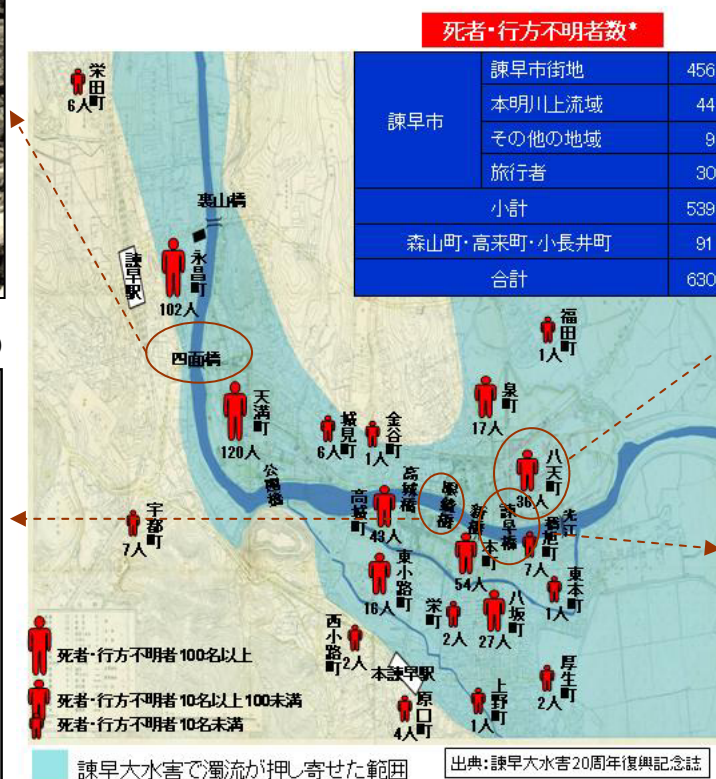 死者・行方不明者数*
諫早市
諫早市街地 456
本明川上流域 44
その他の地域 9
旅行者 30
小計 539
森山町・高来町・小長井町 91
合計 630
栄田町
6人
裏山橋
諫早駅
永昌町
102人
四面橋
天満町
120人
公園橋
城見町
6人
金谷町
1人
福田町
1人
泉町
17人
八天町
36人
宇都町
7人
高城町
43人
高城橋
眼鏡橋
新橋
本町
54人
諫早橋
旭町
7人
光江
東小路町
16人
栄町
2人
八坂町
27人
東本町
1人
西小路町
2人
本諫早駅
原口町
4人
上野町
1人
厚生町
2人
死者・行方不明者100名以上
死者・行方不明者10名以上100未満
死者・行方不明者10名未満
諫早大水害で濁流が押し寄せた範囲
出典:諫早大水害20周年復興記念誌